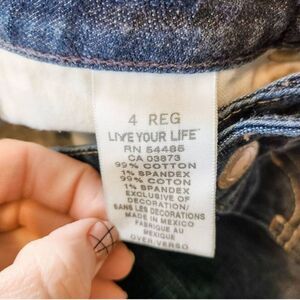 4 REG
LIVE YOUR LIFE™
RN 54485
CA 03873
99% COTTON
1% SPANDEX
99% COTON
1% SPANDEX
EXCLUSIVE OF
DECORATION/
SANS LES DECORATIONS
MADE IN MEXICO
FABRIQUE AU
MEXIQUE
OVER/VERSO